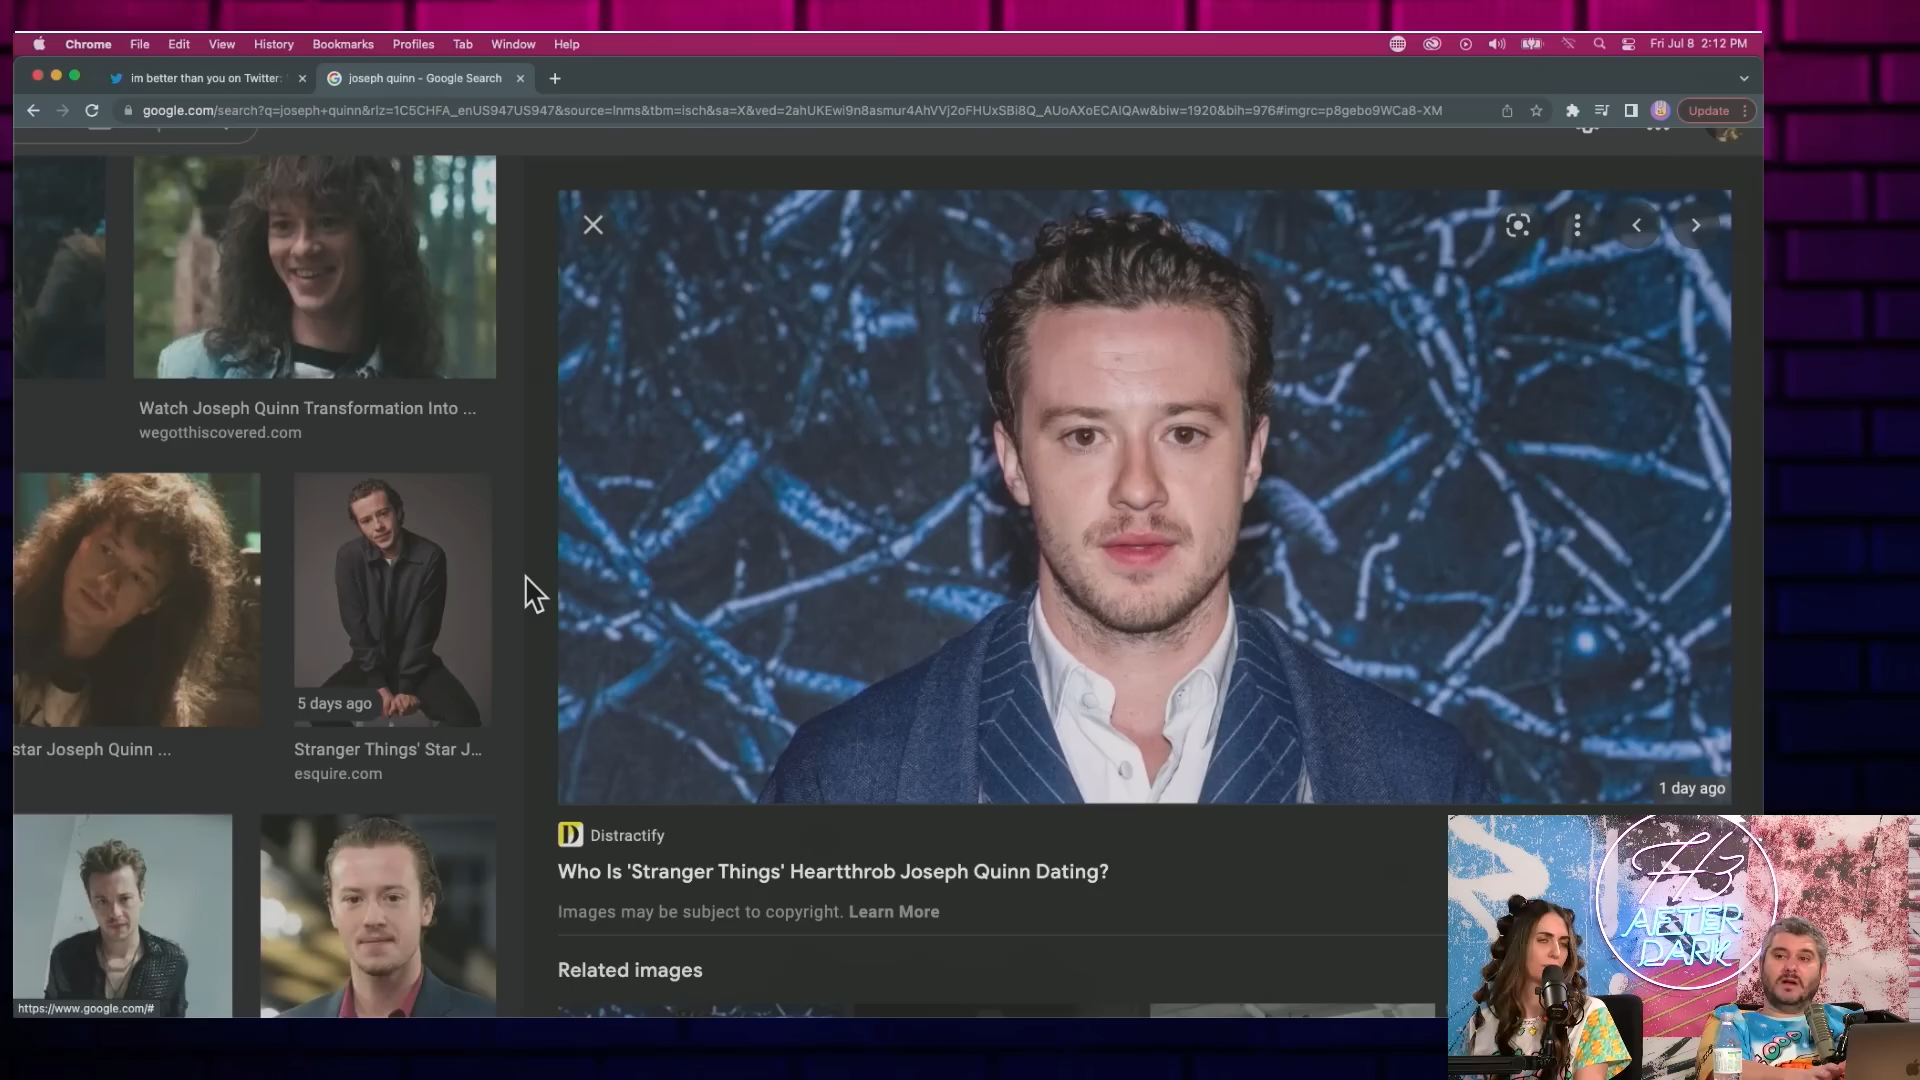 Chrome File Edit View History Bookmarks Profiles Tab Window Help Fri Jul 8 2:12 PM
im better than you on Twitter: joseph quinn - Google Search
google.com/search?q=joseph+quinn&rlz=1C5CHFA_enUS947US947&source=lnms&tbm=isch&sa=X&ved=2ahUKEwi9n8asmur4AhVVj2oFHUxSBi8Q_AUoAXoECAIQAw&biw=1920&bih=976#imgrc=p8gebo9WCa8-XM Update
Watch Joseph Quinn Transformation Into ...
wegotthiscovered.com
5 days ago
star Joseph Quinn ...
Stranger Things' Star J...
esquire.com
https://www.google.com/#
1 day ago
D Distractify
Who Is 'Stranger Things' Heartthrob Joseph Quinn Dating?
Images may be subject to copyright. Learn More
Related images
H3
AFTER
DARK